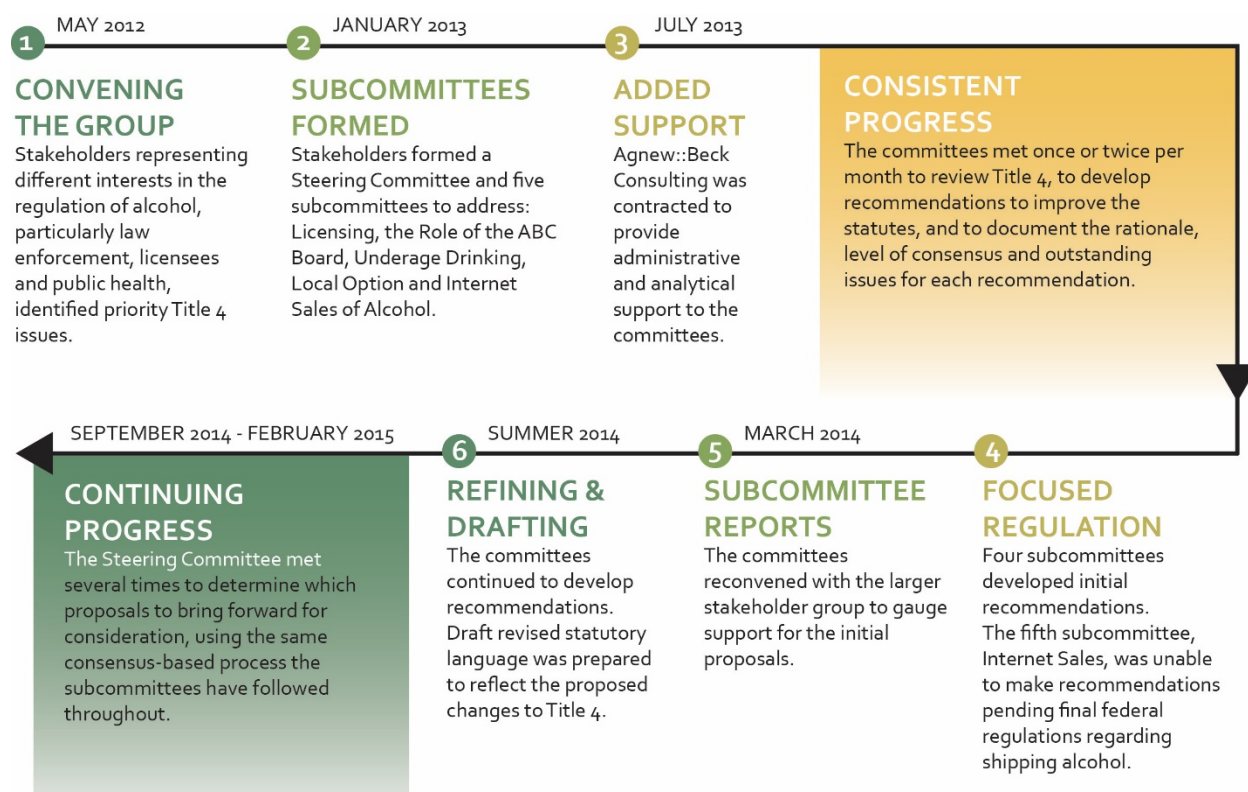 1 MAY 2012
CONVENING
THE GROUP
Stakeholders representing
different interests in the
regulation of alcohol,
particularly law
enforcement, licensees
and public health,
identified priority Title 4
issues.
2 JANUARY 2013
SUBCOMMITTEES
FORMED
Stakeholders formed a
Steering Committee and five
subcommittees to address:
Licensing, the Role of the ABC
Board, Underage Drinking,
Local Option and Internet
Sales of Alcohol.
3 JULY 2013
ADDED
SUPPORT
Agnew::Beck
Consulting was
contracted to
provide
administrative
and analytical
support to the
committees.
CONSISTENT
PROGRESS
The committees met once or twice per
month to review Title 4, to develop
recommendations to improve the
statutes, and to document the rationale,
level of consensus and outstanding
issues for each recommendation.
4
FOCUSED
REGULATION
Four subcommittees
developed initial
recommendations.
The fifth subcommittee,
Internet Sales, was unable
to make recommendations
pending final federal
regulations regarding
shipping alcohol.
5 MARCH 2014
SUBCOMMITTEE
REPORTS
The committees
reconvened with the larger
stakeholder group to gauge
support for the initial
proposals.
6 SUMMER 2014
REFINING &
DRAFTING
The committees
continued to develop
recommendations.
Draft revised statutory
language was prepared
to reflect the proposed
changes to Title 4.
SEPTEMBER 2014 - FEBRUARY 2015
CONTINUING
PROGRESS
The Steering Committee met
several times to determine which
proposals to bring forward for
consideration, using the same
consensus-based process the
subcommittees have followed
throughout.